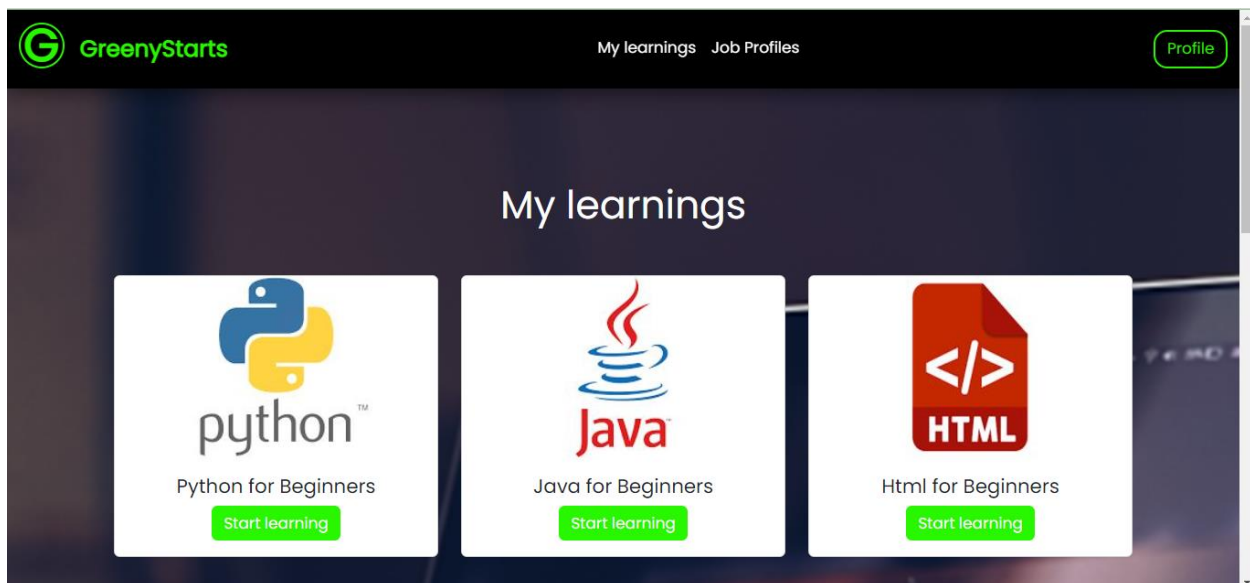 G GreenyStarts My learnings Job Profiles Profile
My learnings
python™ Java HTML
</>
Python for Beginners Java for Beginners Html for Beginners
Start learning Start learning Start learning